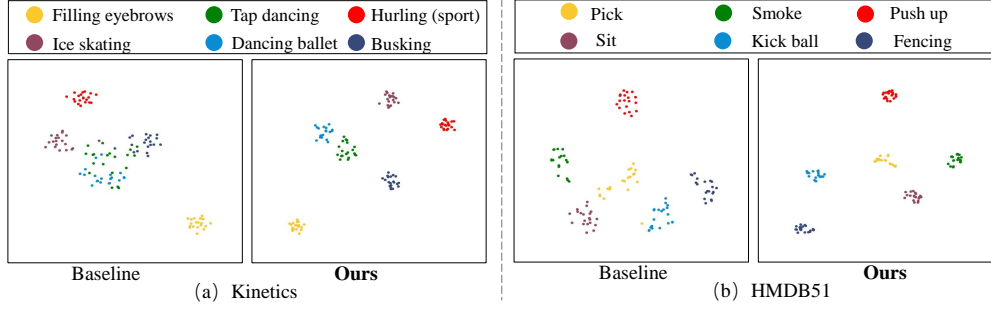 Filling eyebrows Tap dancing Hurling (sport)
Ice skating Dancing ballet Busking
Baseline Ours
(a) Kinetics
Pick Smoke Push up
Sit Kick ball Fencing
Baseline Ours
(b) HMDB51